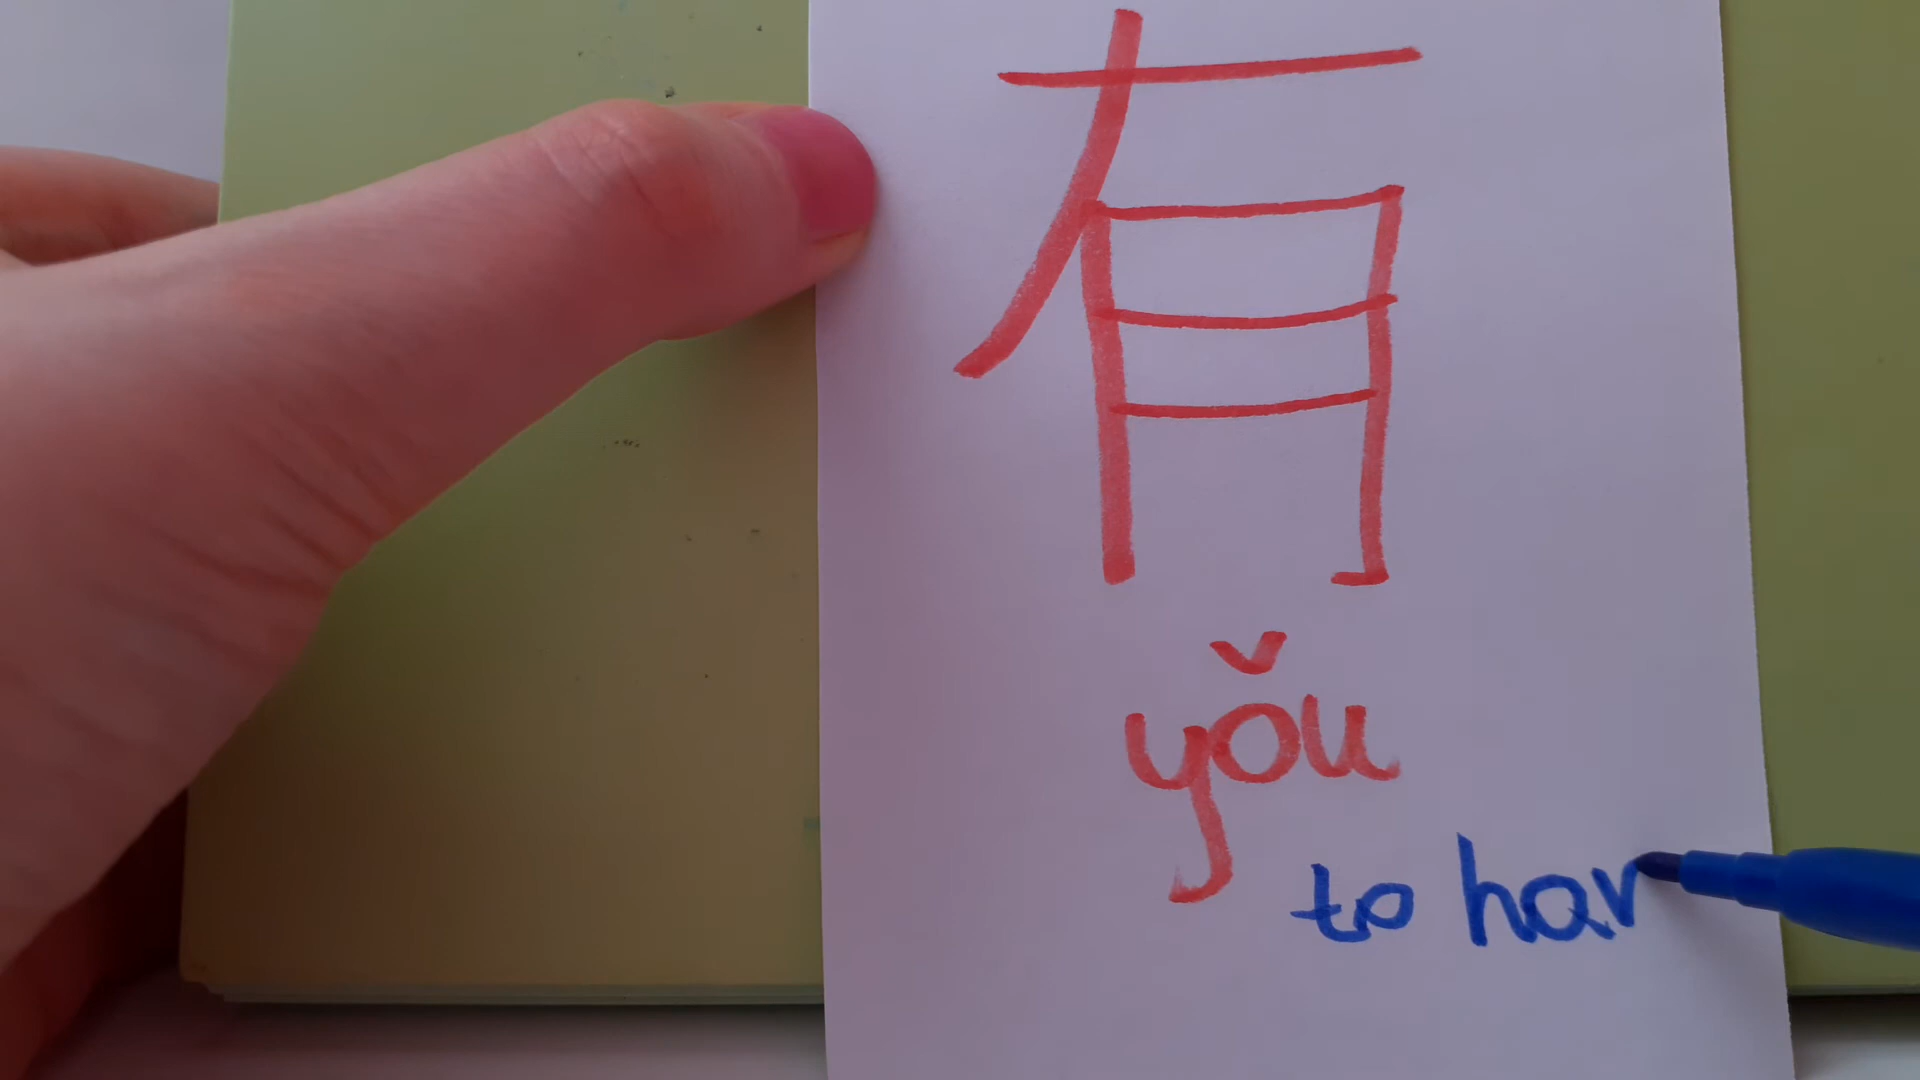 有
yǒu
to hav